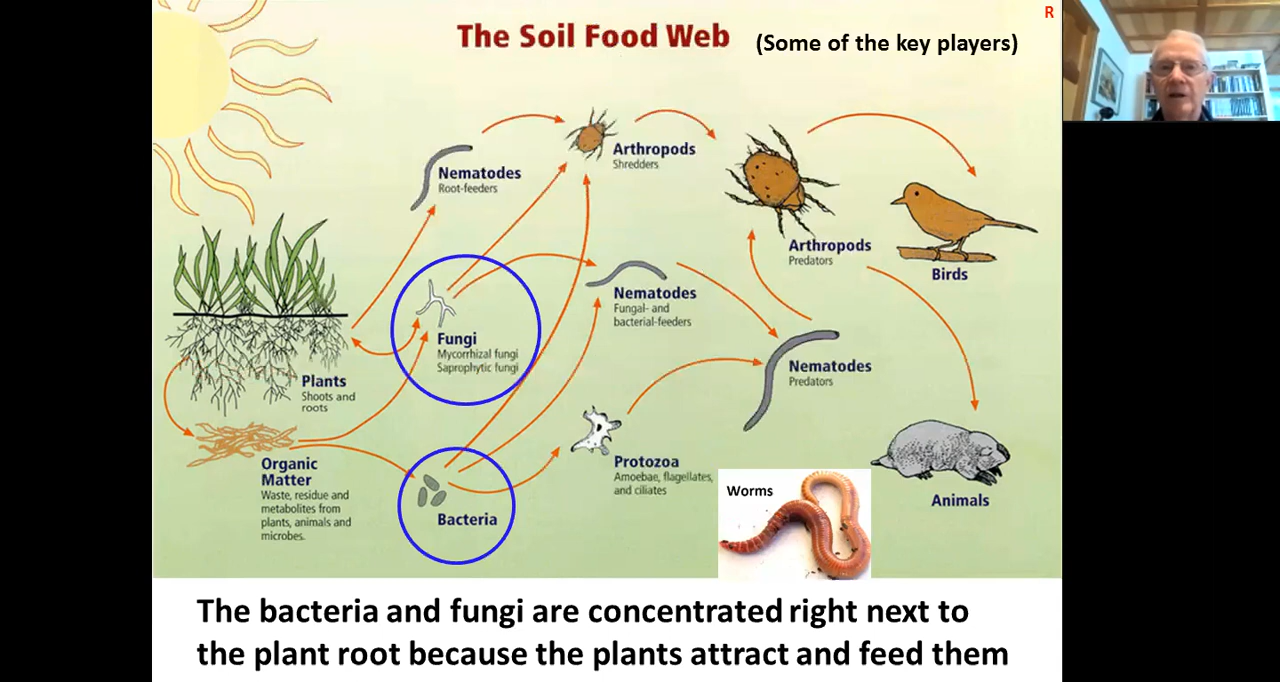 The Soil Food Web
(Some of the key players)
R
Arthropods
Shredders
Nematodes
Root-feeders
Arthropods
Predators
Birds
Nematodes
Fungal- and
bacterial-feeders
Fungi
Mycorrhizal fungi
Saprophytic fungi
Nematodes
Predators
Plants
Shoots and
roots
Organic
Matter
Waste, residue and
metabolites from
plants, animals and
microbes.
Protozoa
Amoebae, flagellates,
and ciliates
Bacteria
Worms
Animals
The bacteria and fungi are concentrated right next to
the plant root because the plants attract and feed them